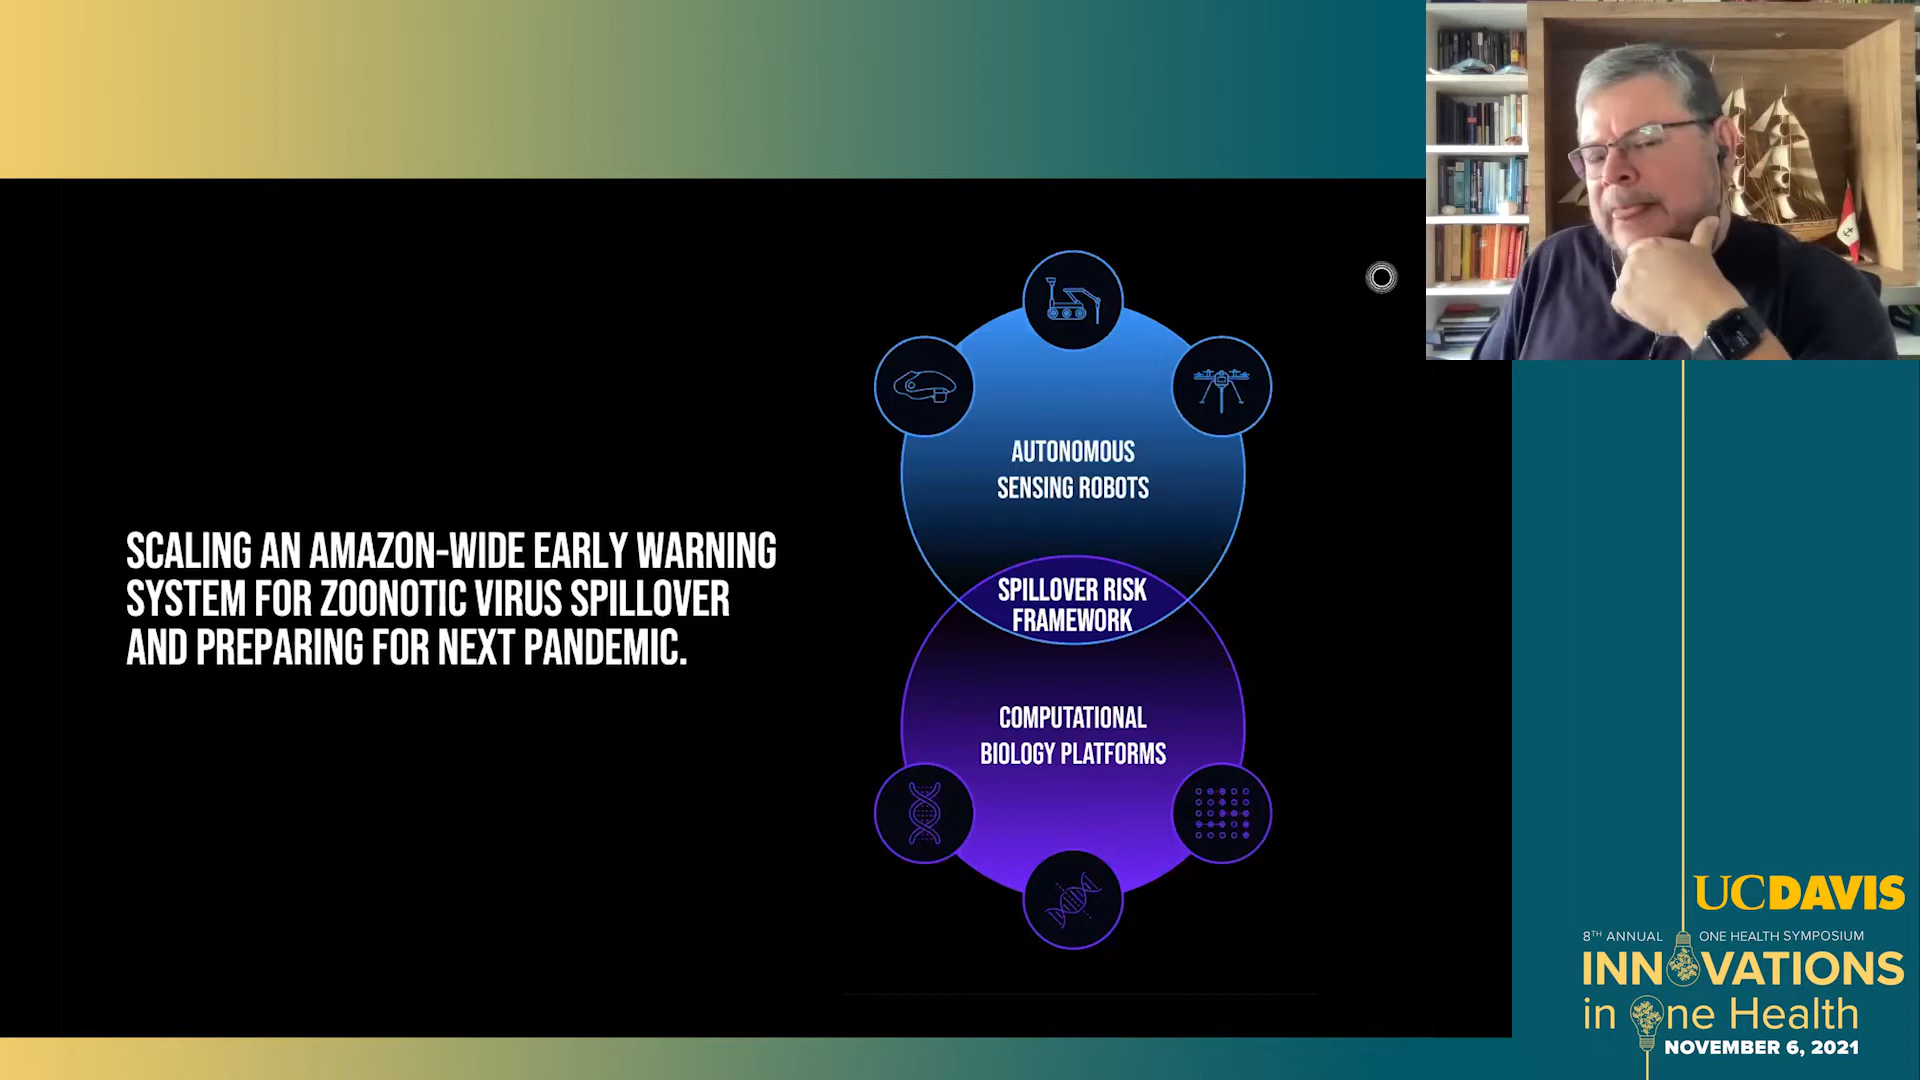 SCALING AN AMAZON-WIDE EARLY WARNING
SYSTEM FOR ZOONOTIC VIRUS SPILLOVER
AND PREPARING FOR NEXT PANDEMIC.
AUTONOMOUS
SENSING ROBOTS
SPILLOVER RISK
FRAMEWORK
COMPUTATIONAL
BIOLOGY PLATFORMS
UCDAVIS
8TH ANNUAL ONE HEALTH SYMPOSIUM
INNOVATIONS
in One Health
NOVEMBER 6, 2021